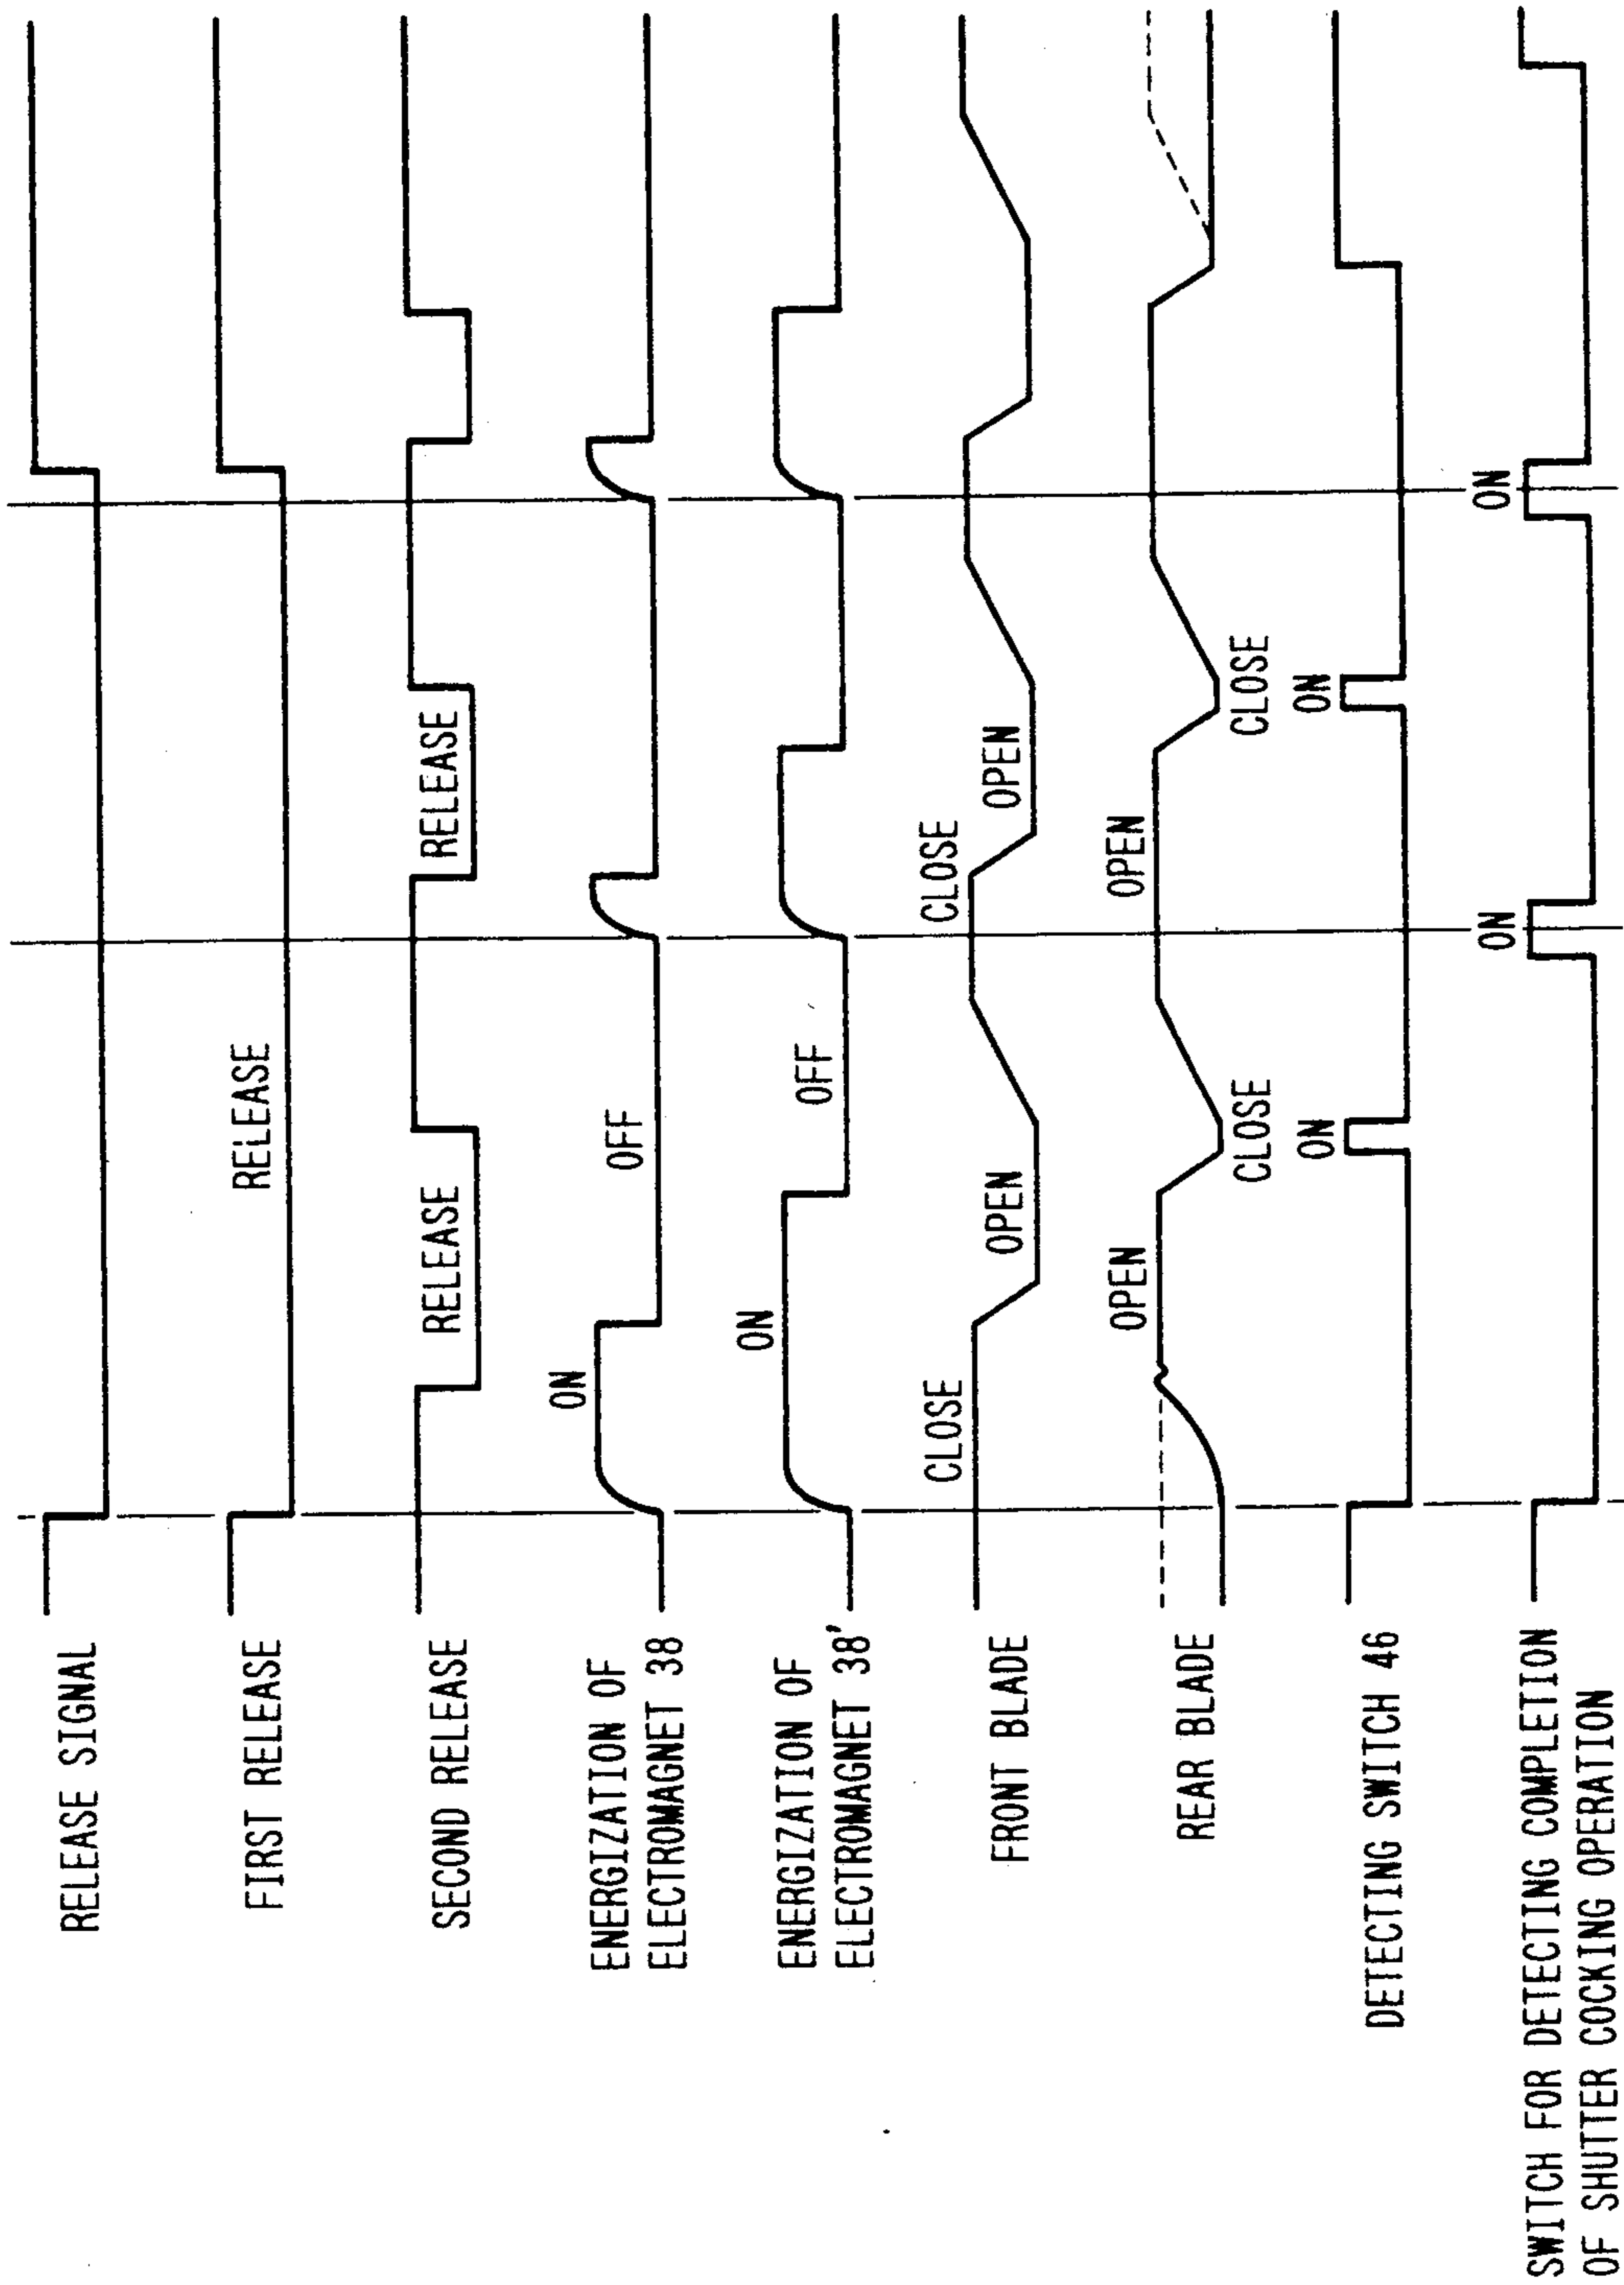 RELEASE SIGNAL
FIRST RELEASE
RELEASE
SECOND RELEASE
RELEASE
RELEASE
ENERGIZATION OF
ELECTROMAGNET 38
ON
OFF
ENERGIZATION OF
ELECTROMAGNET 38'
ON
OFF
FRONT BLADE
CLOSE
OPEN
CLOSE
OPEN
REAR BLADE
OPEN
CLOSE
OPEN
CLOSE
DETECTING SWITCH 46
ON
ON
SWITCH FOR DETECTING COMPLETION
OF SHUTTER COCKING OPERATION
ON
ON